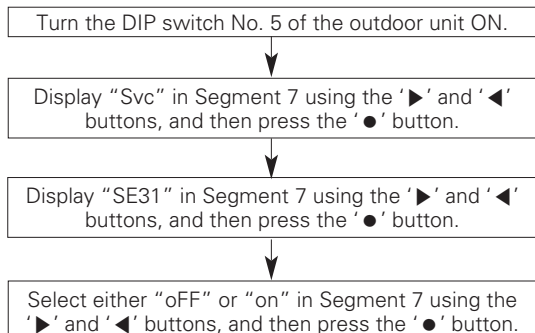 Turn the DIP switch No. 5 of the outdoor unit ON.
Display “Svc” in Segment 7 using the ‘▶’ and ‘◀’
buttons, and then press the ‘●’ button.
Display “SE31” in Segment 7 using the ‘▶’ and ‘◀’
buttons, and then press the ‘●’ button.
Select either “oFF” or “on” in Segment 7 using the
‘▶’ and ‘◀’ buttons, and then press the ‘●’ button.